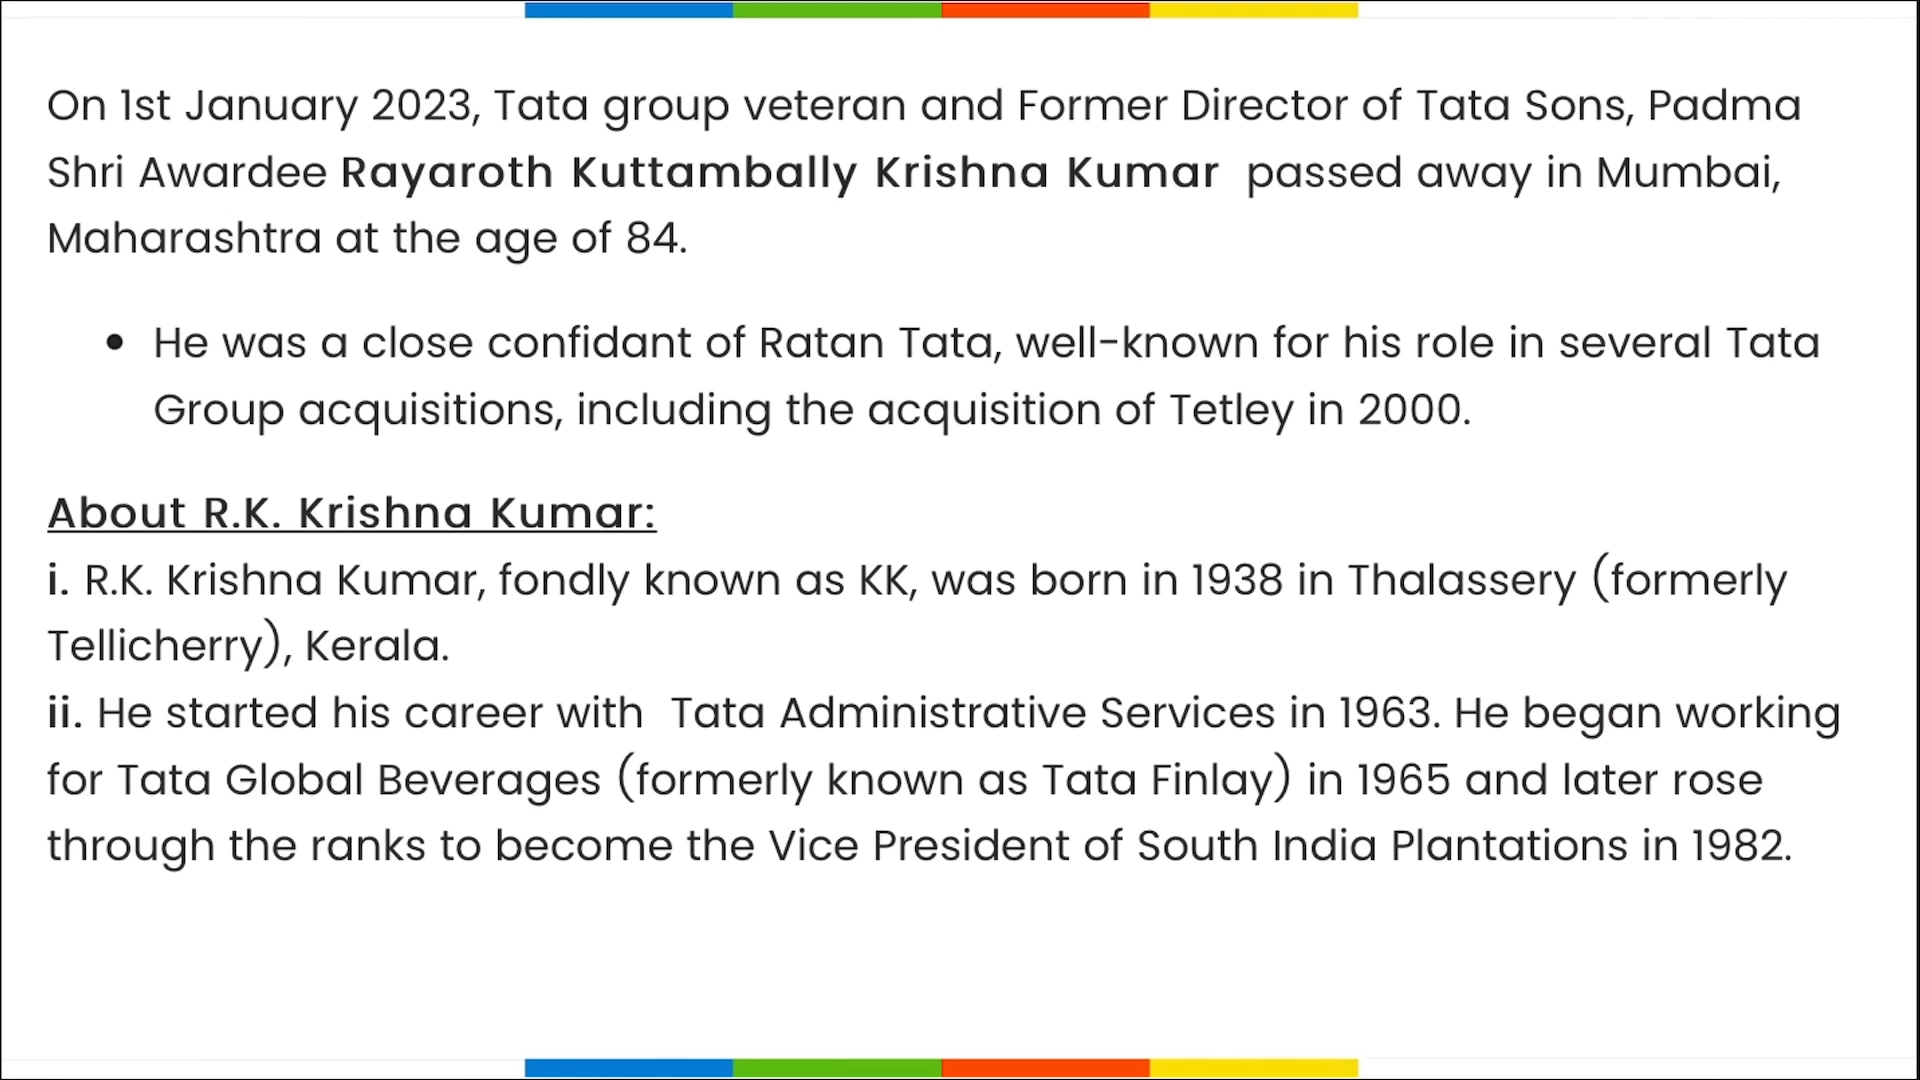 On 1st January 2023, Tata group veteran and Former Director of Tata Sons, Padma
Shri Awardee Rayaroth Kuttambally Krishna Kumar passed away in Mumbai,
Maharashtra at the age of 84.
• He was a close confidant of Ratan Tata, well-known for his role in several Tata
Group acquisitions, including the acquisition of Tetley in 2000.
About R.K. Krishna Kumar:
i. R.K. Krishna Kumar, fondly known as KK, was born in 1938 in Thalassery (formerly
Tellicherry), Kerala.
ii. He started his career with Tata Administrative Services in 1963. He began working
for Tata Global Beverages (formerly known as Tata Finlay) in 1965 and later rose
through the ranks to become the Vice President of South India Plantations in 1982.